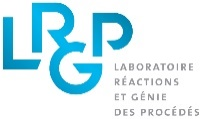 LRGP
LABORATOIRE
RÉACTIONS
ET GÉNIE
DES PROCÉDÉS